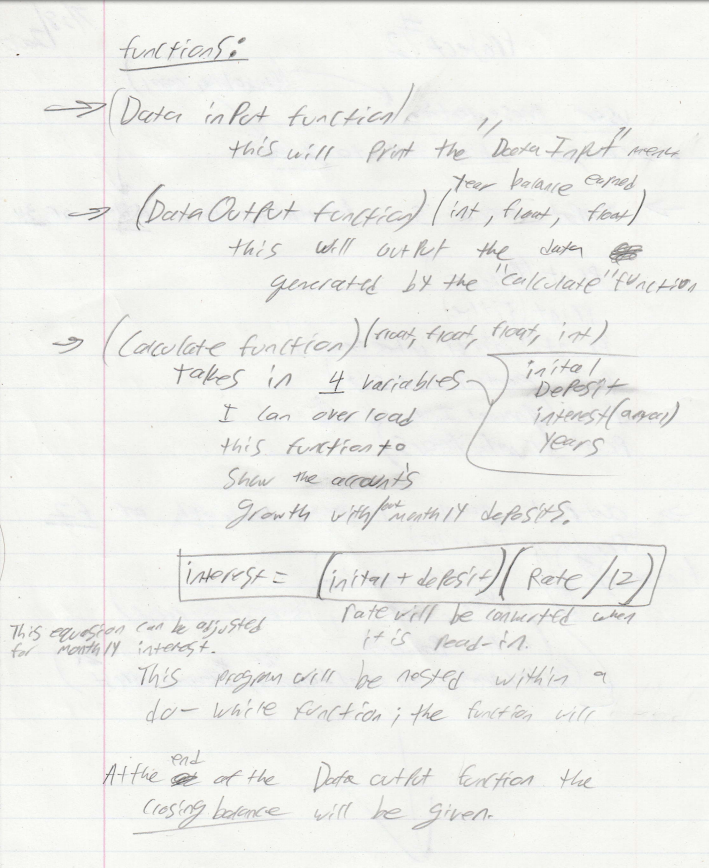 functions:
(Data input function)
this will print the "Data Input" menu
year balance earned
(Data Output function) (int, float, float)
this will output the data
generated by the "calculate" function
(Calculate function) (float, float, float, int)
takes in 4 variables
inital
Deposit
interest (annual)
years
I can over load
this function to
show the accounts
growth with/out monthly deposits.
interest = (inital + deposit) (Rate/12)
rate will be converted when
it is read-in.
This equasion can be adjusted
for monthly interest.
This program will be nested within a
do-while function; the function will
At the end of the Data output function the
closing balance will be given.